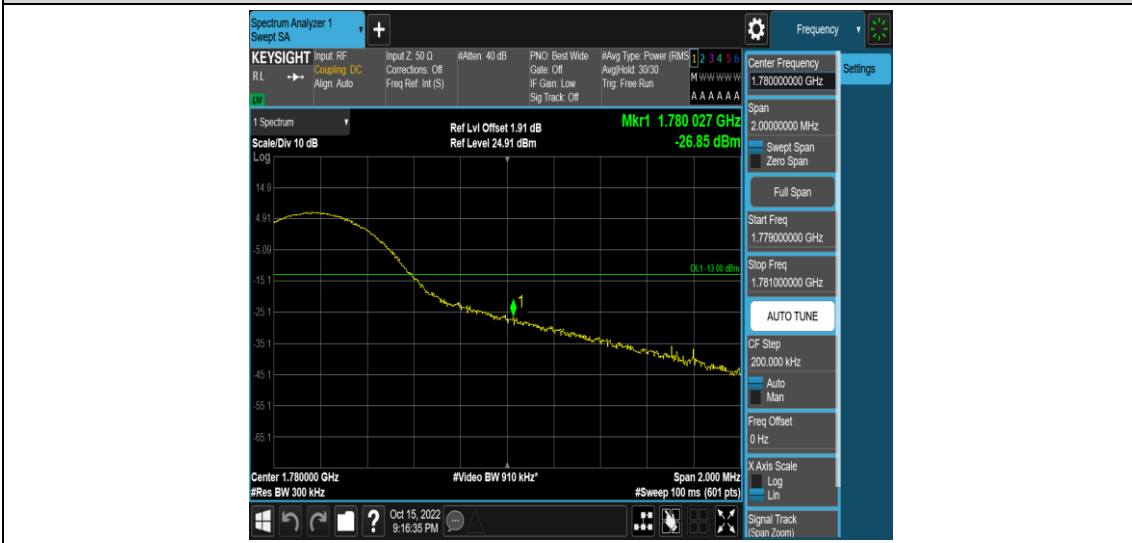 Spectrum Analyzer 1
Swept SA
+
Frequency
KEYSIGHT
RL
LXI
Input: RF
Coupling: DC
Align: Auto
Input Z: 50 Ω
Corrections: Off
Freq Ref: Int (S)
#Atten: 40 dB
PNO: Best Wide
Gate: Off
IF Gain: Low
Sig Track: Off
#Avg Type: Power (RMS
Avg|Hold: 30/30
Trig: Free Run
1 2 3 4 5 6
M W W W W W
A A A A A A
1 Spectrum
Scale/Div 10 dB
Log
Ref Lvl Offset 1.91 dB
Ref Level 24.91 dBm
Mkr1 1.780 027 GHz
-26.85 dBm
14.9
4.91
-5.09
-15.1
-25.1
-35.1
-45.1
-55.1
-65.1
DL1 -13.00 dBm
1
Center 1.780000 GHz
#Res BW 300 kHz
#Video BW 910 kHz*
Span 2.000 MHz
#Sweep 100 ms (601 pts)
Oct 15, 2022
9:16:35 PM
?
Center Frequency
1.780000000 GHz
Settings
Span
2.00000000 MHz
Swept Span
Zero Span
Full Span
Start Freq
1.779000000 GHz
Stop Freq
1.781000000 GHz
AUTO TUNE
CF Step
200.000 kHz
Auto
Man
Freq Offset
0 Hz
X Axis Scale
Log
Lin
Signal Track
(Span Zoom)